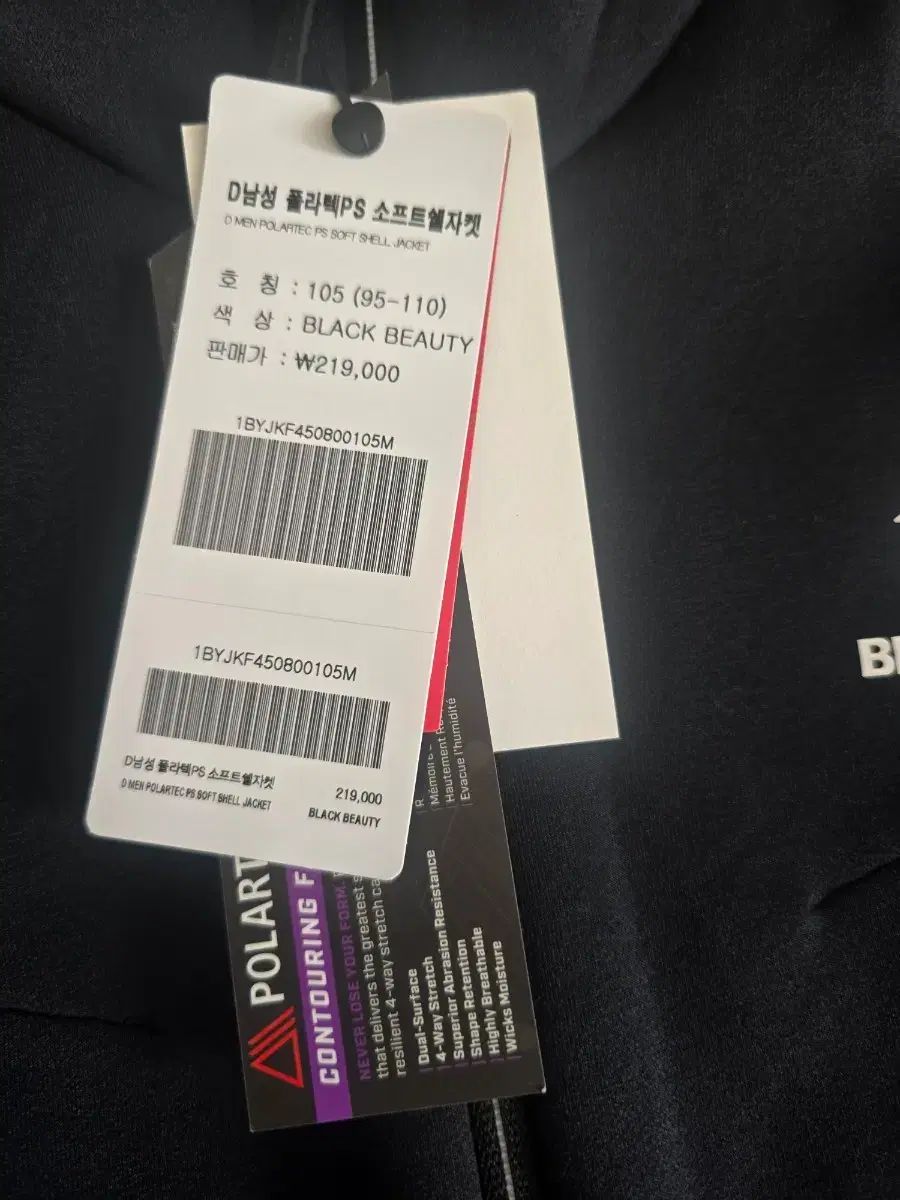 D남성 폴라텍PS 소프트쉘자켓
D MEN POLARTEC PS SOFT SHELL JACKET
호 칭 : 105 (95-110)
색 상 : BLACK BEAUTY
판매가 : ₩219,000
1BYJKF450800105M
1BYJKF450800105M
D남성 폴라텍PS 소프트쉘자켓
D MEN POLARTEC PS SOFT SHELL JACKET
219,000
BLACK BEAUTY
POLART
CONTOURING F
NEVER LOSE YOUR FORM.
that delivers the greatest s
resilient 4-way stretch ca
Dual-Surface
4-Way Stretch
Superior Abrasion Resistance
Shape Retention
Highly Breathable
Wicks Moisture
R
Mémoire
Hautement
Evacue l'humidité